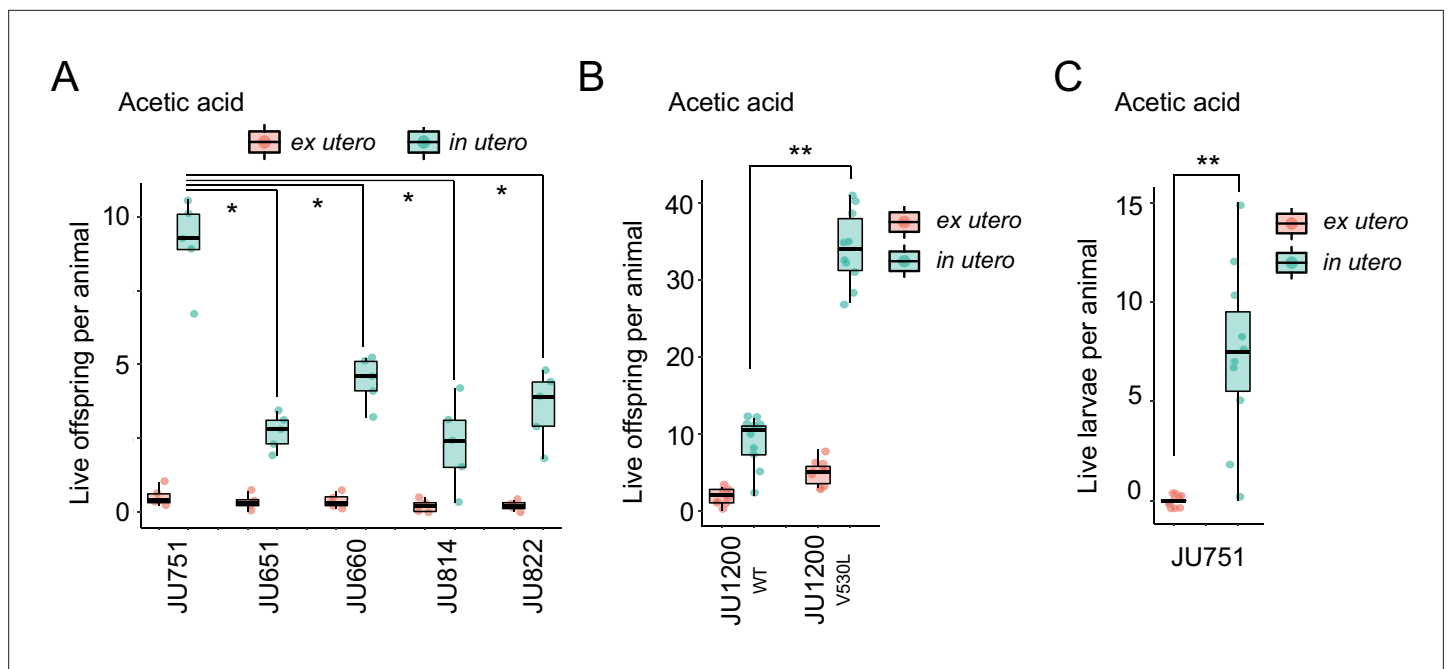 A
Acetic acid
ex utero
in utero
*
*
*
*
Live offspring per animal
10
5
0
JU751
JU651
JU660
JU814
JU822
B
Acetic acid
**
ex utero
in utero
Live offspring per animal
40
30
20
10
0
JU1200
WT
JU1200
V530L
C
Acetic acid
**
ex utero
in utero
Live larvae per animal
15
10
5
0
JU751